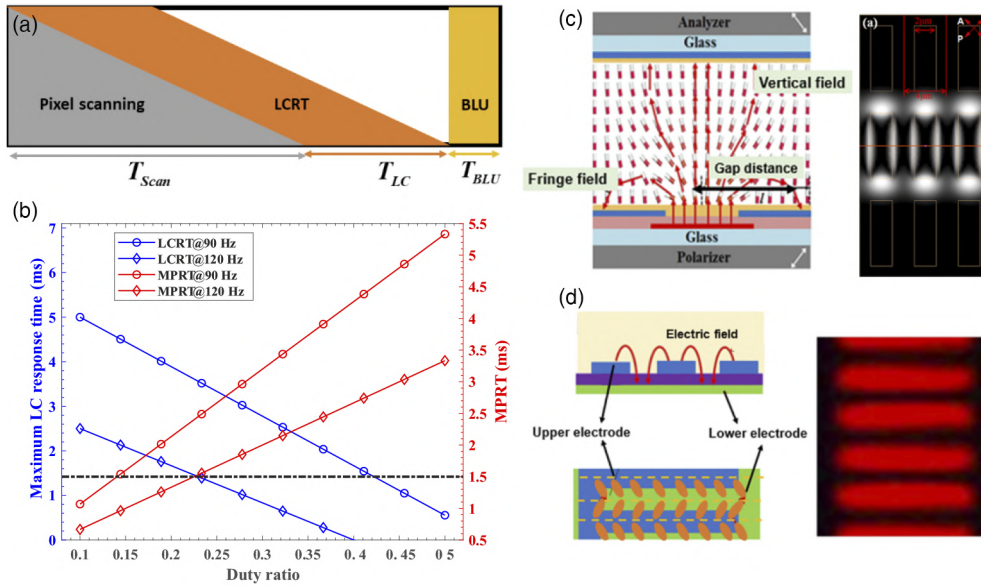 (a)
Pixel scanning
LCRT
BLU
T_Scan
T_LC
T_BLU
(b)
LCRT@90 Hz
LCRT@120 Hz
MPRT@90 Hz
MPRT@120 Hz
Maximum LC response time (ms)
7
6
5
4
3
2
1
0
MPRT (ms)
5.5
5
4.5
4
3.5
3
2.5
2
1.5
1
0.5
0.1
0.15
0.2
0.25
0.3
0.35
0. 4
0.45
0 5
Duty ratio
(c)
Analyzer
Glass
Vertical field
Fringe field
Gap distance
l
Glass
Polarizer
(a)
2μm
A
P
(d)
Electric field
Upper electrode
Lower electrode